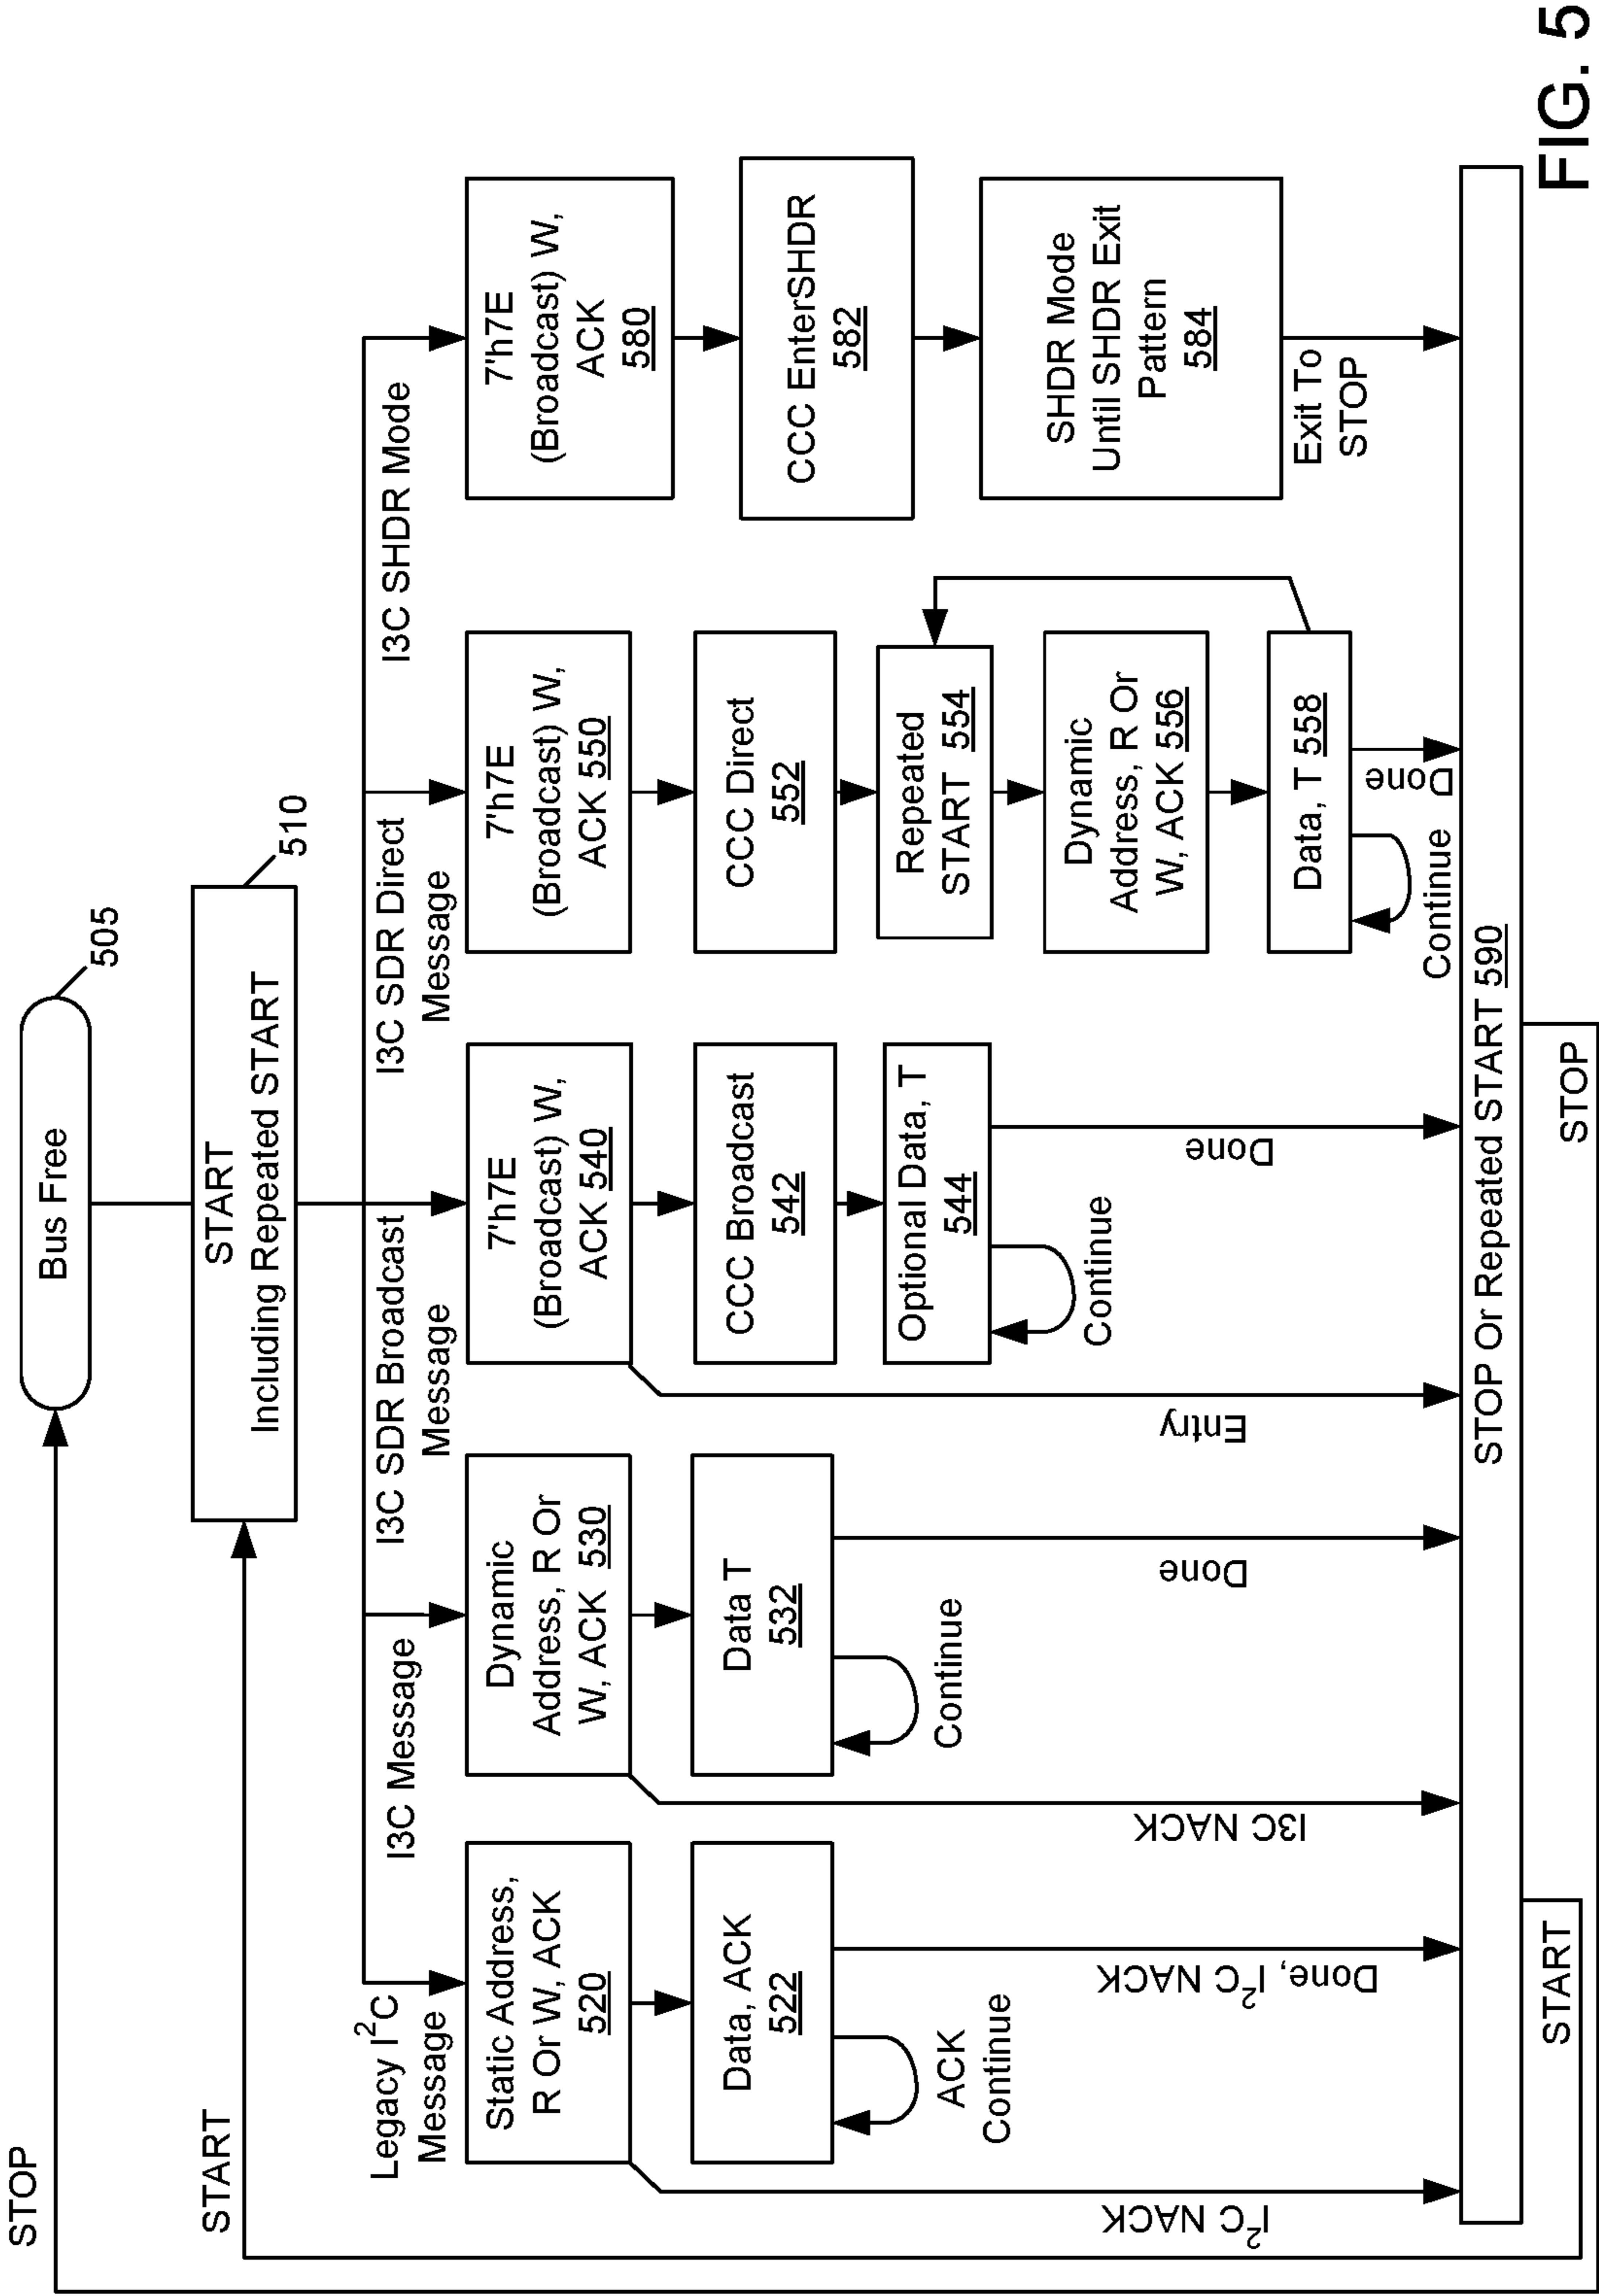 STOP
Bus Free
505
START
START
Including Repeated START
510
Legacy I²C
Message
I3C Message
I3C SDR Broadcast
Message
I3C SDR Direct
Message
I3C SHDR Mode
Static Address,
R Or W, ACK
520
Data, ACK
522
ACK
Continue
I²C NACK
Done, I²C NACK
Dynamic
Address, R Or
W, ACK 530
Data T
532
Continue
I3C NACK
Done
7'h7E
(Broadcast) W,
ACK 540
CCC Broadcast
542
Optional Data, T
544
Continue
Entry
Done
7'h7E
(Broadcast) W,
ACK 550
CCC Direct
552
Repeated
START 554
Dynamic
Address, R Or
W, ACK 556
Data, T 558
Continue
Done
7'h7E
(Broadcast) W,
ACK
580
CCC EnterSHDR
582
SHDR Mode
Until SHDR Exit
Pattern
584
Exit To
STOP
STOP Or Repeated START 590
START
STOP
FIG. 5